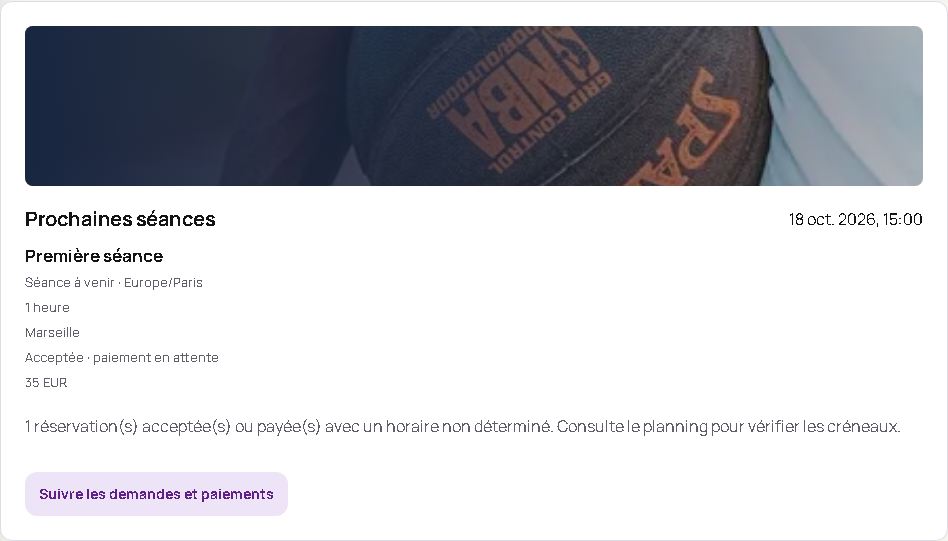 INDOOR/OUTDOOR
NBA
GRIP CONTROL
Prochaines séances
18 oct. 2026, 15:00
Première séance
Séance à venir · Europe/Paris
1 heure
Marseille
Acceptée · paiement en attente
35 EUR
1 réservation(s) acceptée(s) ou payée(s) avec un horaire non déterminé. Consulte le planning pour vérifier les créneaux.
Suivre les demandes et paiements